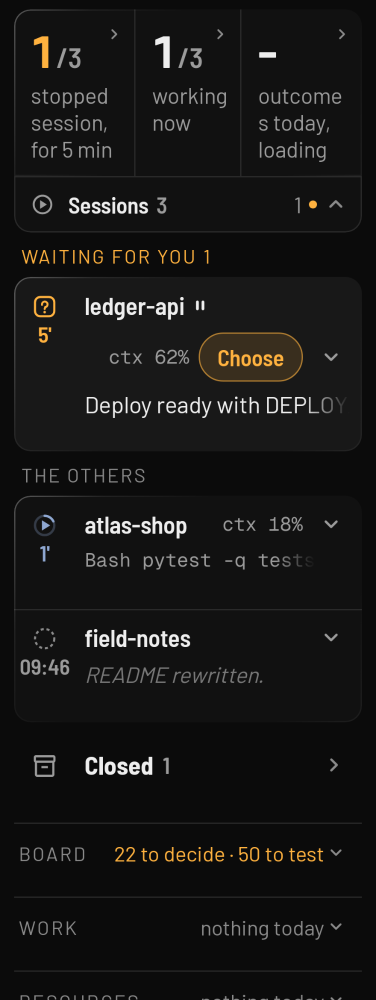 1/3
stopped
session,
for 5 min
1/3
working
now
-
outcome
s today,
loading
Sessions 3
1
WAITING FOR YOU 1
5'
ledger-api
ctx 62% Choose
Deploy ready with DEPLOY
THE OTHERS
1'
atlas-shop ctx 18%
Bash pytest -q tests
field-notes
09:46 README rewritten.
Closed 1
BOARD 22 to decide · 50 to test
WORK nothing today
RESOURCES nothing today